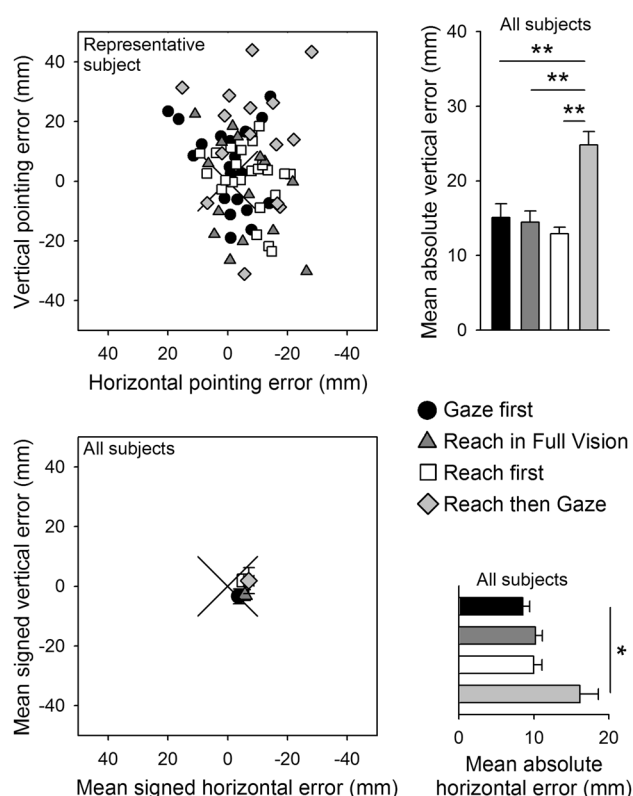 Representative
subject
Vertical pointing error (mm)
40
20
0
-20
-40
40
20
0
-20
-40
Horizontal pointing error (mm)
All subjects
Mean absolute vertical error (mm)
40
30
20
10
0
**
**
**
Gaze first
Reach in Full Vision
Reach first
Reach then Gaze
All subjects
Mean signed vertical error (mm)
40
20
0
-20
-40
40
20
0
-20
-40
Mean signed horizontal error (mm)
All subjects
*
0
10
20
Mean absolute
horizontal error (mm)